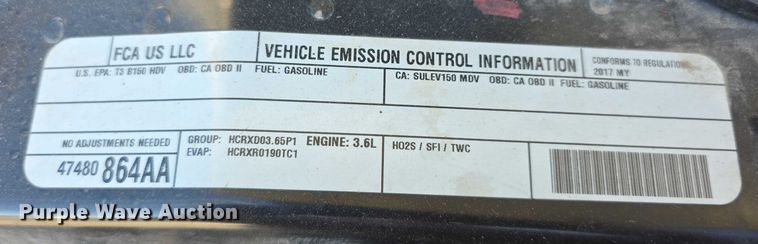 FCA US LLC
VEHICLE EMISSION CONTROL INFORMATION
CONFORMS TO REGULATIONS:
2017 MY
U.S. EPA: T3 B150 HDV OBD: CA OBD II FUEL: GASOLINE
CA: SULEV150 MDV OBD: CA OBD II FUEL: GASOLINE
NO ADJUSTMENTS NEEDED
47480 864AA
GROUP: HCRXD03.65P1 ENGINE: 3.6L
EVAP: HCRXR0190TC1
HO2S / SFI / TWC
Purple Wave Auction